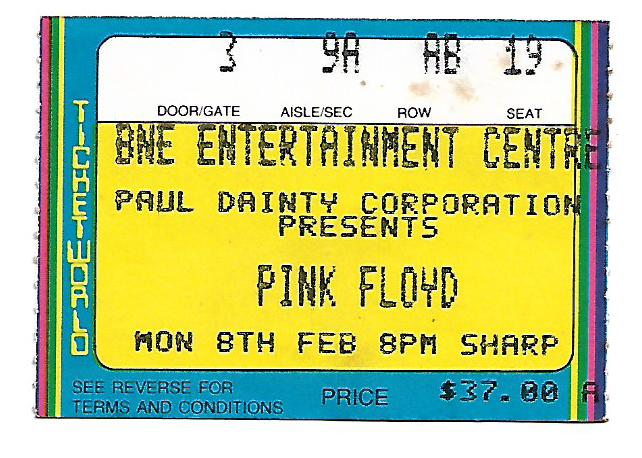 3 9A AB 19
DOOR/GATE AISLE/SEC ROW SEAT
TICKETWORLD
BNE ENTERTAINMENT CENTRE
PAUL DAINTY CORPORATION
PRESENTS
PINK FLOYD
MON 8TH FEB 8PM SHARP
SEE REVERSE FOR
TERMS AND CONDITIONS
PRICE $37.00 A